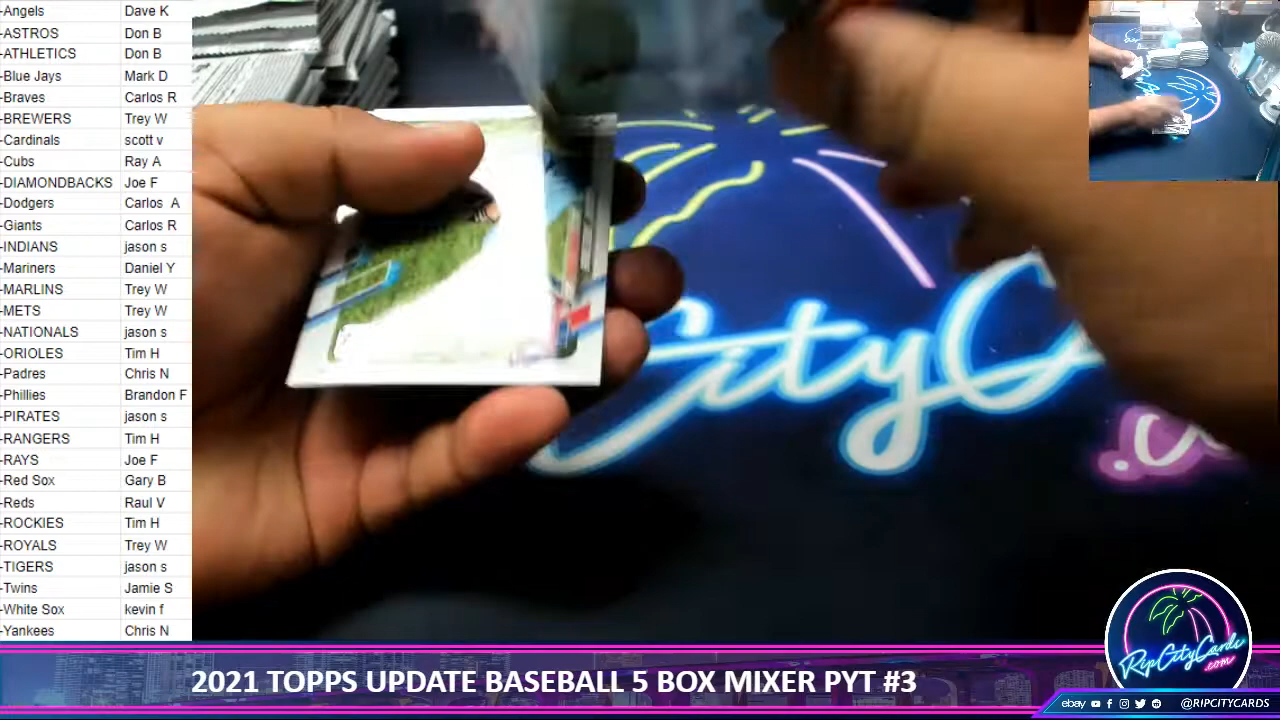 -Angels Dave K
-ASTROS Don B
-ATHLETICS Don B
-Blue Jays Mark D
-Braves Carlos R
-BREWERS Trey W
-Cardinals scott v
-Cubs Ray A
-DIAMONDBACKS Joe F
-Dodgers Carlos A
-Giants Carlos R
-INDIANS jason s
-Mariners Daniel Y
-MARLINS Trey W
-METS Trey W
-NATIONALS jason s
-ORIOLES Tim H
-Padres Chris N
-Phillies Brandon F
-PIRATES jason s
-RANGERS Tim H
-RAYS Joe F
-Red Sox Gary B
-Reds Raul V
-ROCKIES Tim H
-ROYALS Trey W
-TIGERS jason s
-Twins Jamie S
-White Sox kevin f
-Yankees Chris N
City C
RipCityCards
.com
2021 TOPPS UPDATE BASEBALL 5 BOX MIXER PYT #3
ebay @RIPCITYCARDS